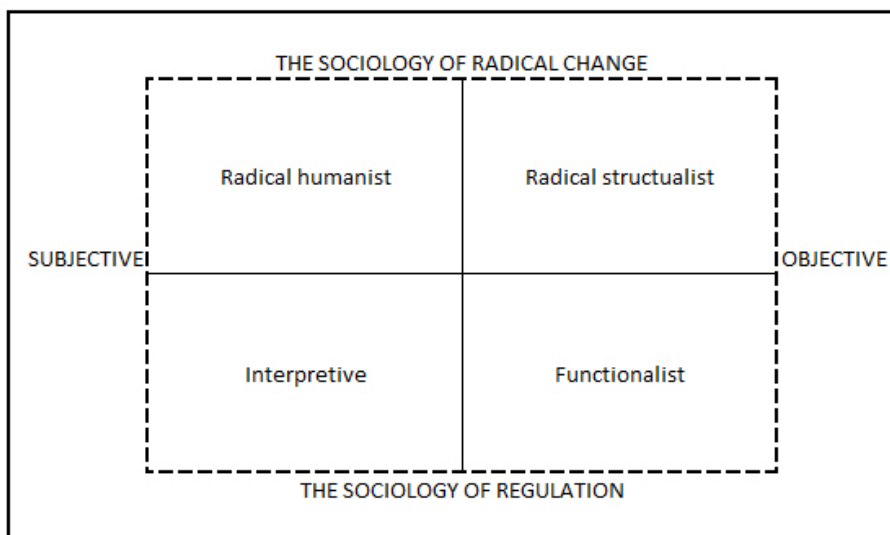 THE SOCIOLOGY OF RADICAL CHANGE
Radical humanist
Radical structualist
SUBJECTIVE
OBJECTIVE
Interpretive
Functionalist
THE SOCIOLOGY OF REGULATION